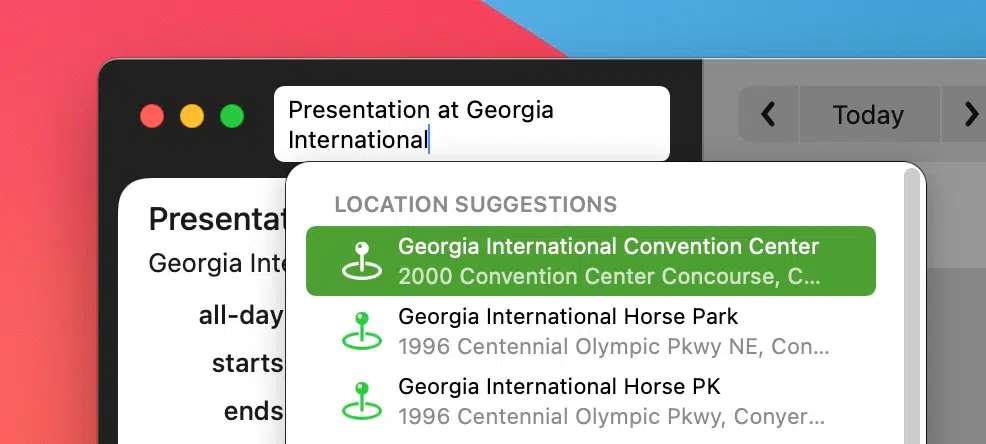 Presentation at Georgia
International
Today
LOCATION SUGGESTIONS
Georgia International Convention Center
2000 Convention Center Concourse, C...
Georgia International Horse Park
1996 Centennial Olympic Pkwy NE, Con...
Georgia International Horse PK
1996 Centennial Olympic Pkwy, Conyer...
Presentat
Georgia Inte
all-day
starts
ends